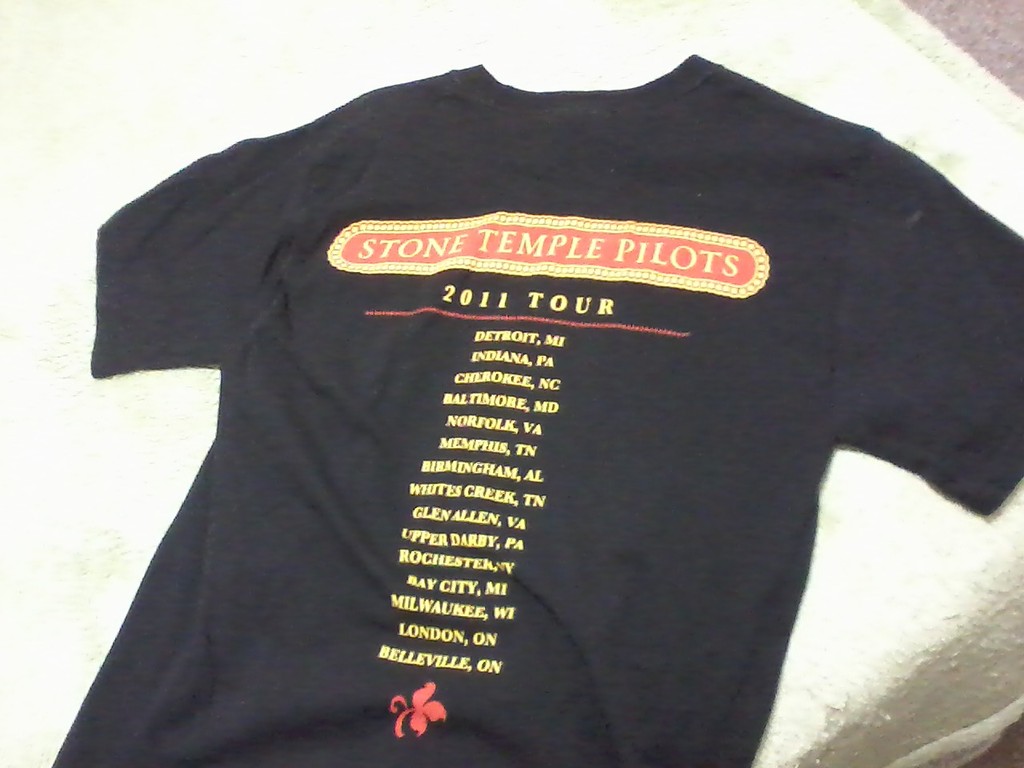 STONE TEMPLE PILOTS
2011 TOUR
DETROIT, MI
INDIANA, PA
CHEROKEE, NC
BALTIMORE, MD
NORFOLK, VA
MEMPHIS, TN
BIRMINGHAM, AL
WHITES CREEK, TN
GLEN ALLEN, VA
UPPER DARBY, PA
ROCHESTER, NY
BAY CITY, MI
MILWAUKEE, WI
LONDON, ON
BELLEVILLE, ON